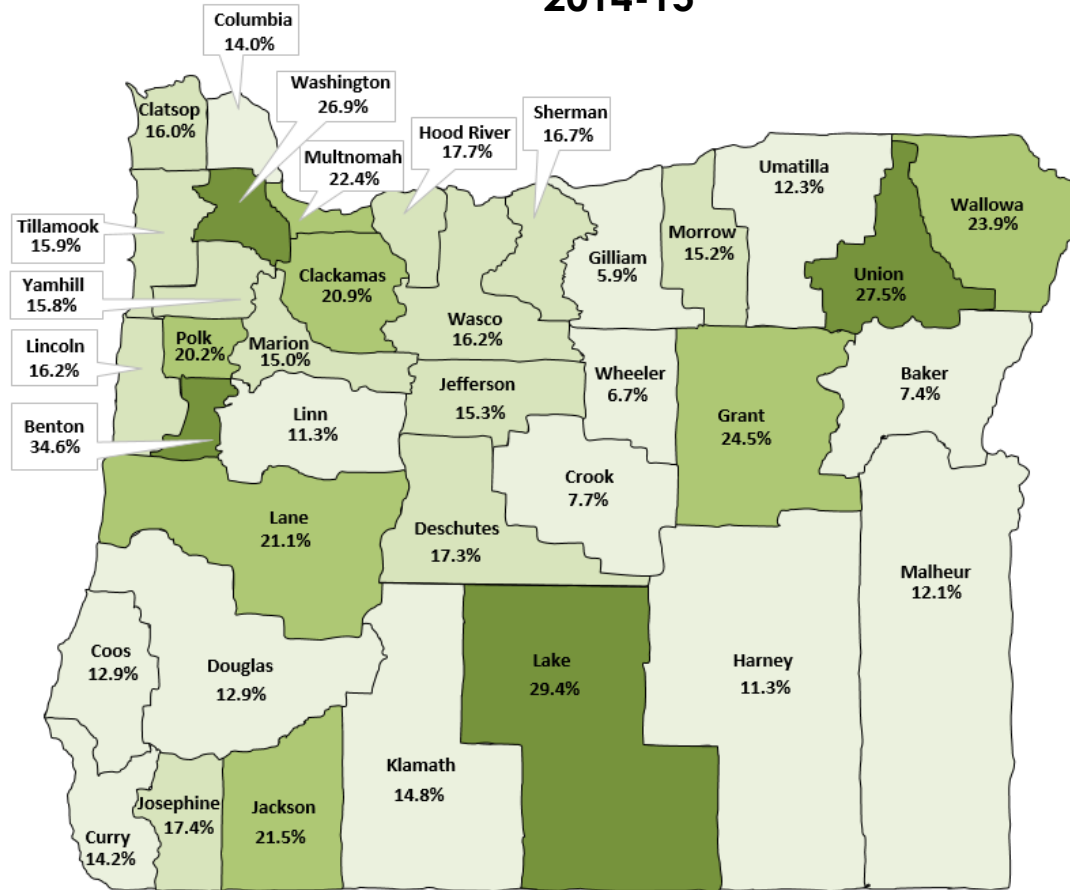 2014-15
Columbia
14.0%
Washington
26.9%
Clatsop
16.0%
Multnomah
22.4%
Hood River
17.7%
Sherman
16.7%
Umatilla
12.3%
Wallowa
23.9%
Tillamook
15.9%
Morrow
15.2%
Gilliam
5.9%
Clackamas
20.9%
Union
27.5%
Yamhill
15.8%
Wasco
16.2%
Polk
20.2%
Marion
15.0%
Lincoln
16.2%
Wheeler
6.7%
Baker
7.4%
Jefferson
15.3%
Benton
34.6%
Linn
11.3%
Grant
24.5%
Crook
7.7%
Lane
21.1%
Deschutes
17.3%
Malheur
12.1%
Coos
12.9%
Douglas
12.9%
Lake
29.4%
Harney
11.3%
Klamath
14.8%
Josephine
17.4%
Jackson
21.5%
Curry
14.2%